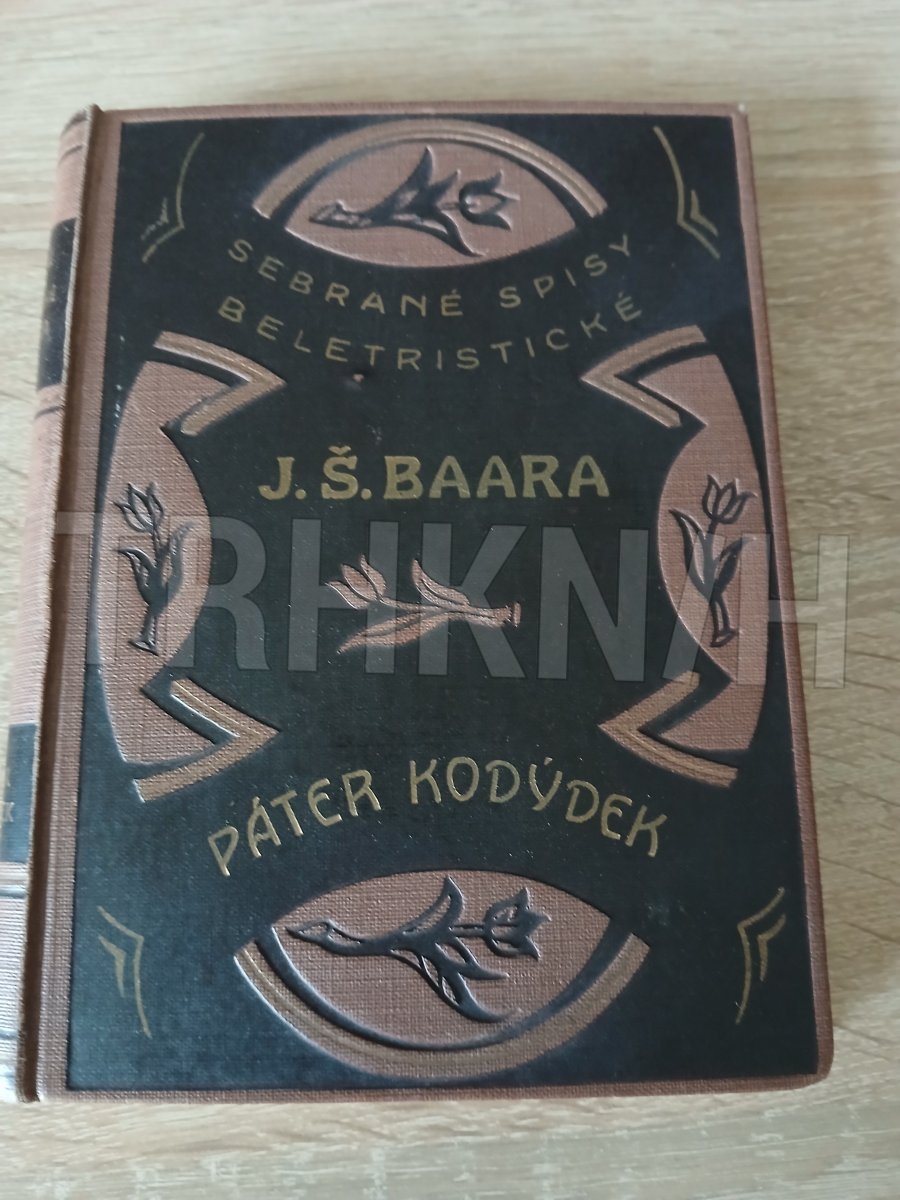 SEBRANÉ SPISY
BELETRISTICKÉ
J. Š. BAARA
TRHKNIH
PÁTER KODÝDEK